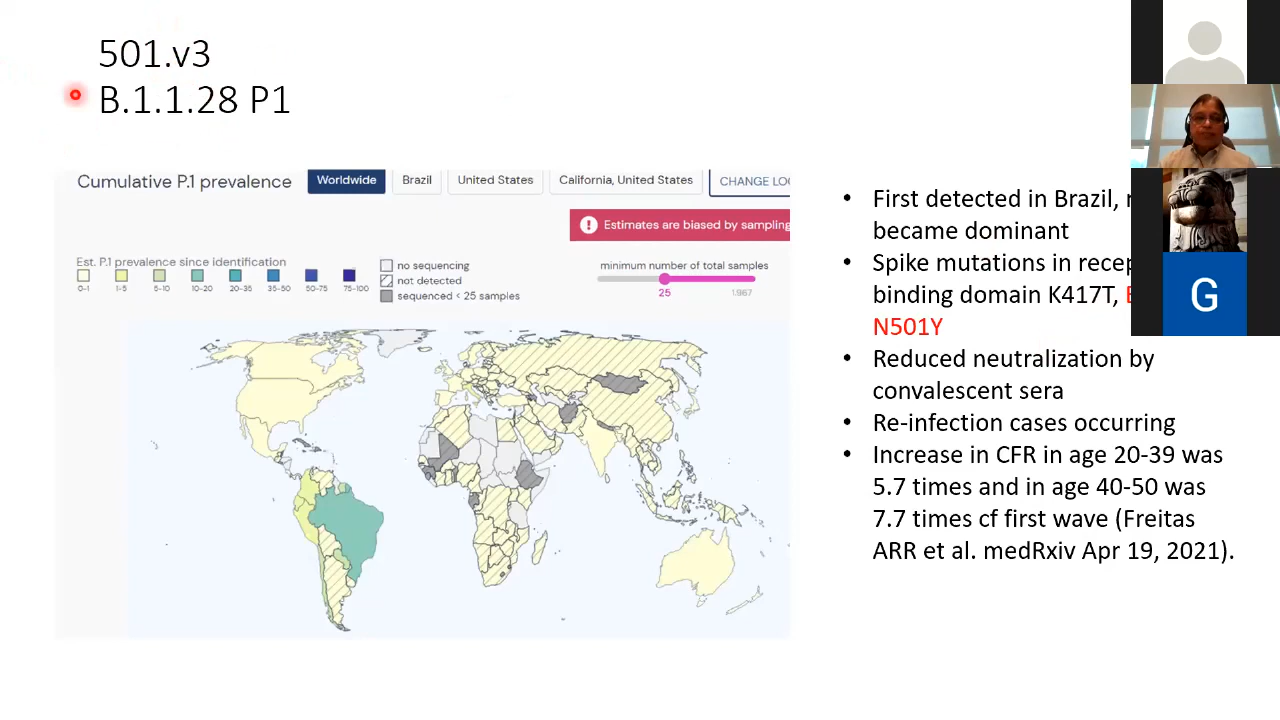 501.v3
B.1.1.28 P1
Cumulative P.1 prevalence
Worldwide
Brazil
United States
California, United States
CHANGE
Estimates are biased by sampling
Est. P.1 prevalence since identification
0-1
1-5
5-10
10-20
20-35
35-50
50-75
75-100
no sequencing
not detected
sequenced < 25 samples
minimum number of total samples
25
1,967
• First detected in Brazil,
became dominant
• Spike mutations in
binding domain K417T,
N501Y
• Reduced neutralization by
convalescent sera
• Re-infection cases occurring
• Increase in CFR in age 20-39 was
5.7 times and in age 40-50 was
7.7 times cf first wave (Freitas
ARR et al. medRxiv Apr 19, 2021).
G